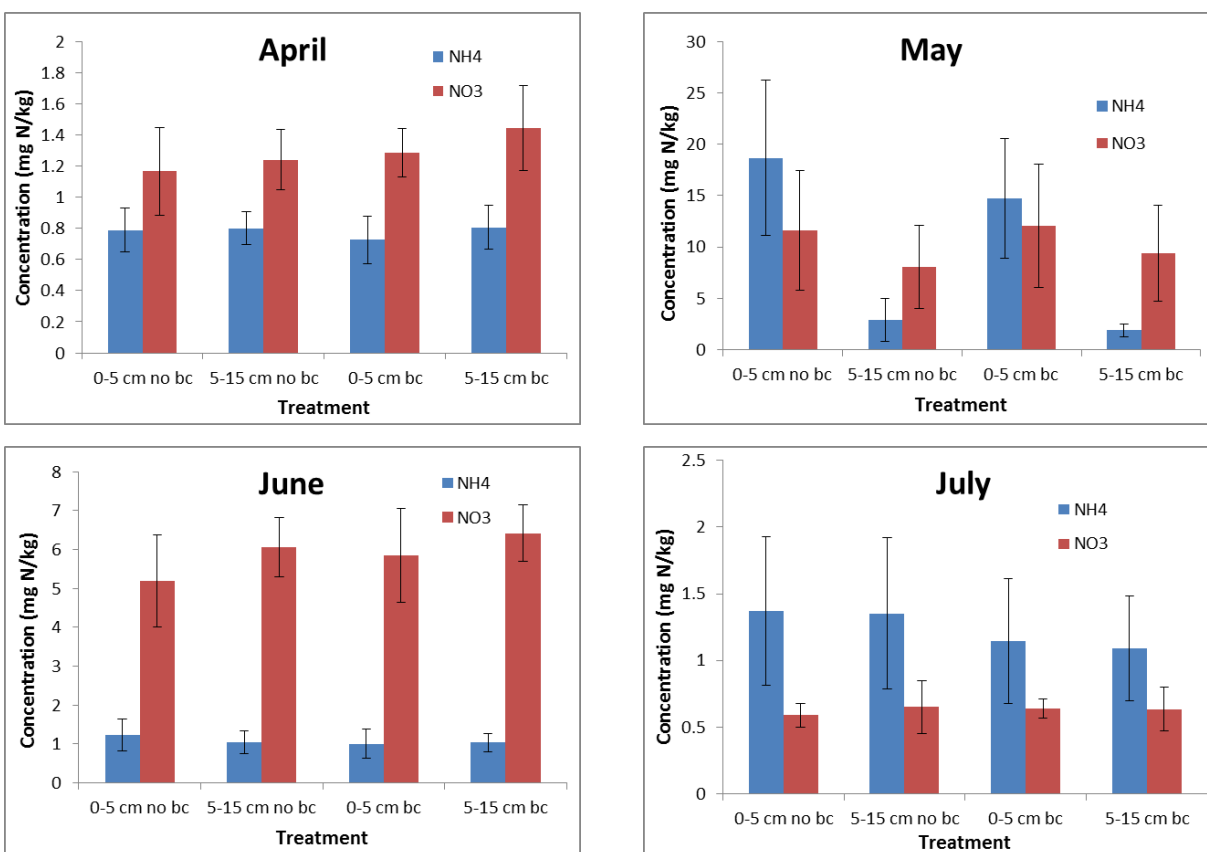 April
NH4
NO3
2
1.8
1.6
1.4
1.2
1
0.8
0.6
0.4
0.2
0
Concentration (mg N/kg)
0-5 cm no bc 5-15 cm no bc 0-5 cm bc 5-15 cm bc
Treatment
May
NH4
NO3
30
25
20
15
10
5
0
Concentration (mg N/kg)
0-5 cm no bc 5-15 cm no bc 0-5 cm bc 5-15 cm bc
Treatment
June
NH4
NO3
8
7
6
5
4
3
2
1
0
Concentration (mg N/kg)
0-5 cm no bc 5-15 cm no bc 0-5 cm bc 5-15 cm bc
Treatment
July
NH4
NO3
2.5
2
1.5
1
0.5
0
Concentration (mg N/kg)
0-5 cm no bc 5-15 cm no bc 0-5 cm bc 5-15 cm bc
Treatment